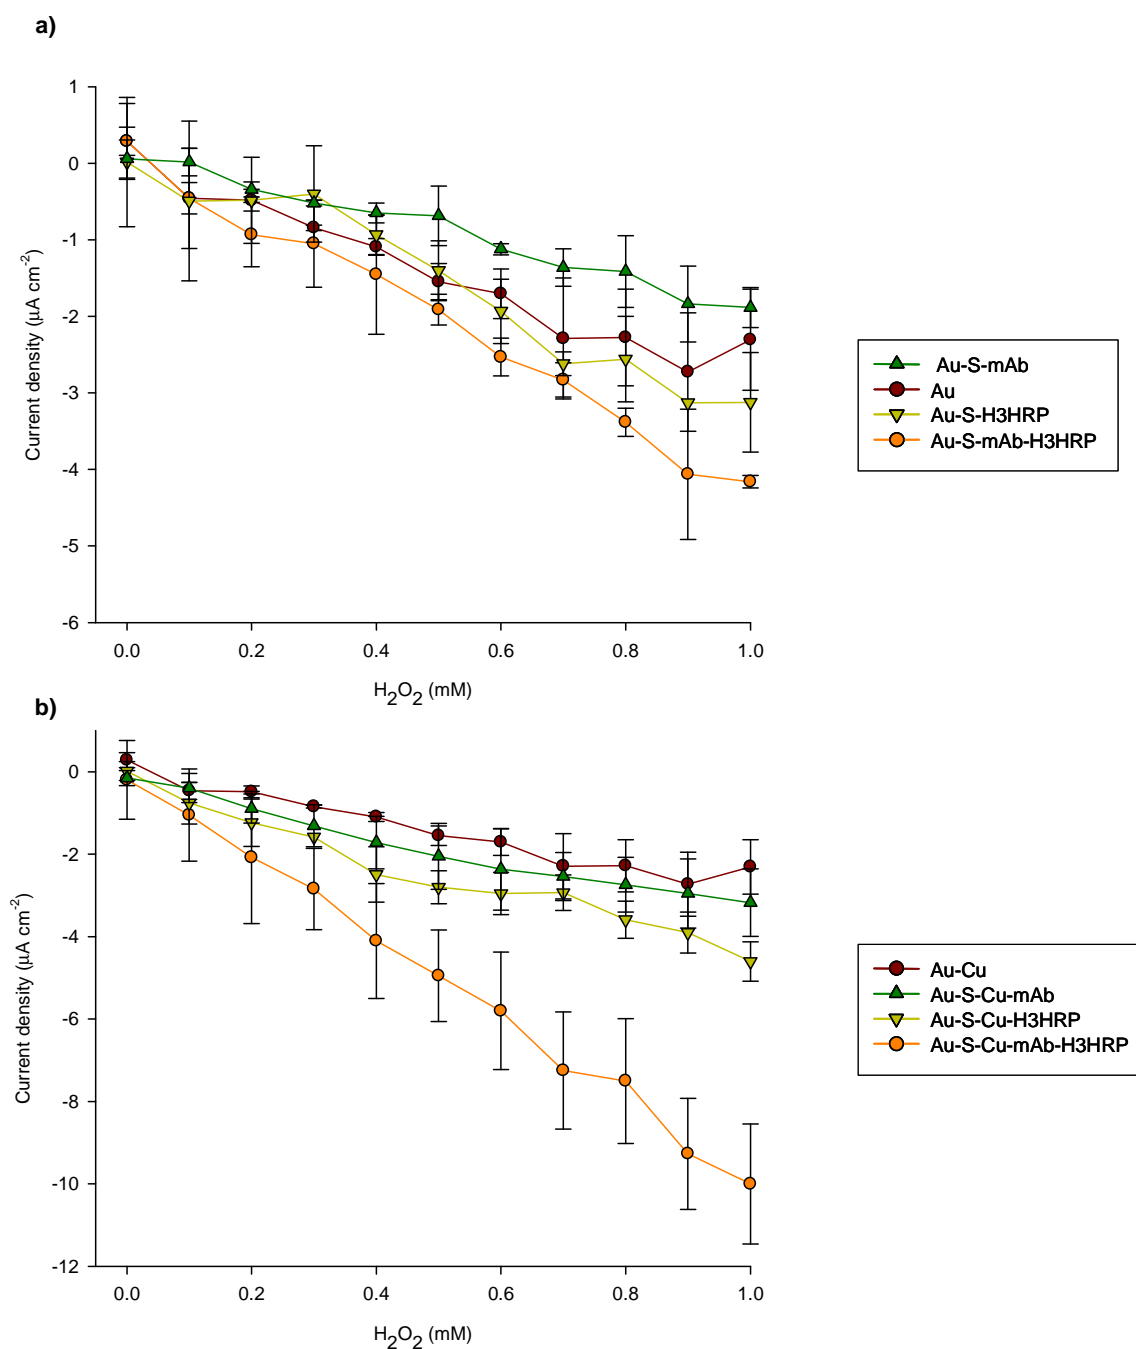 a)
1
0
-1
-2
-3
-4
-5
-6
Current density (μA cm-2)
0.0 0.2 0.4 0.6 0.8 1.0
H2O2 (mM)
Au-S-mAb
Au
Au-S-H3HRP
Au-S-mAb-H3HRP
b)
0
-2
-4
-6
-8
-10
-12
Current density (μA cm-2)
0.0 0.2 0.4 0.6 0.8 1.0
H2O2 (mM)
Au-Cu
Au-S-Cu-mAb
Au-S-Cu-H3HRP
Au-S-Cu-mAb-H3HRP